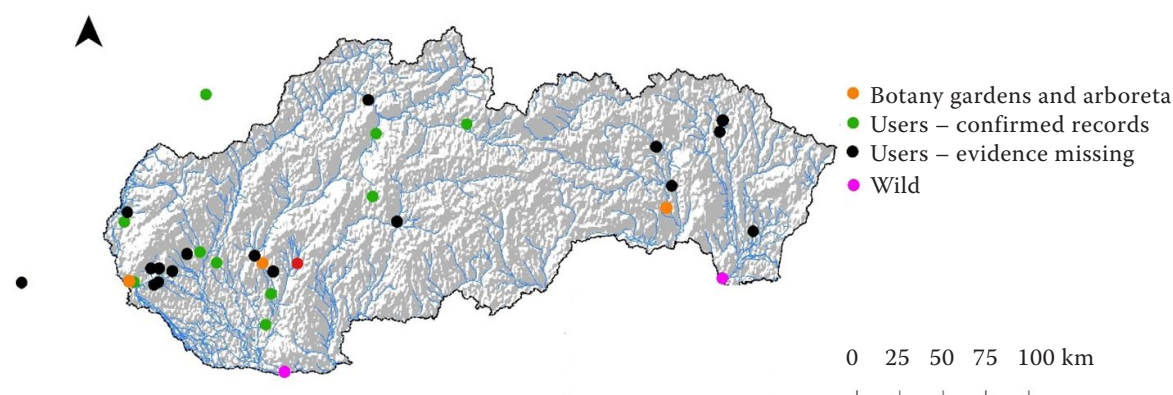 Botany gardens and arboreta
Users – confirmed records
Users – evidence missing
Wild
0 25 50 75 100 km